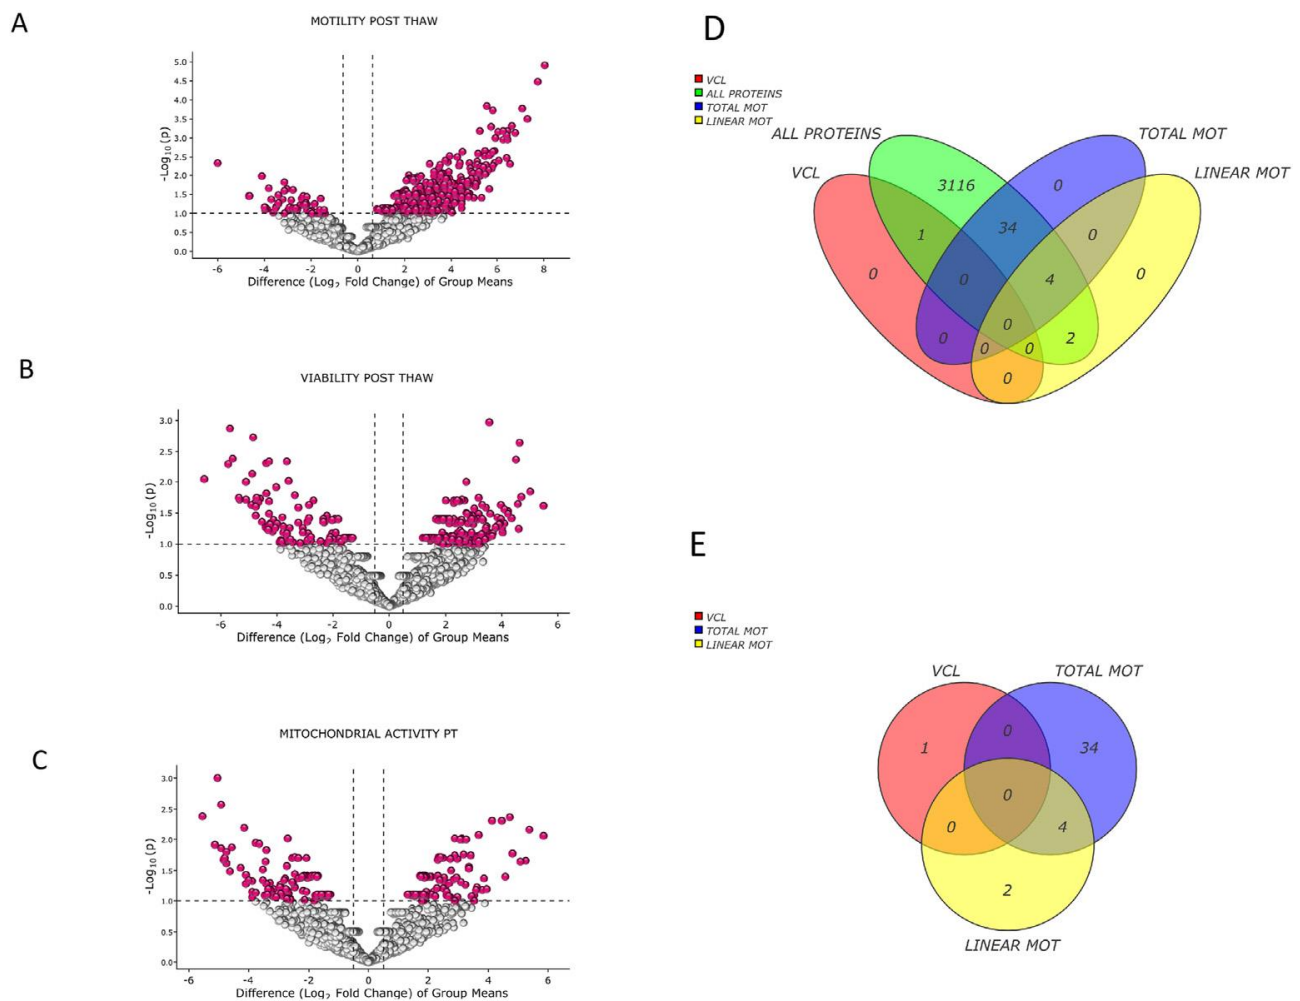 A
MOTILITY POST THAW
-Log10 (p)
5.0
4.5
4.0
3.5
3.0
2.5
2.0
1.5
1.0
0.5
0.0
-6 -4 -2 0 2 4 6 8
Difference (Log2 Fold Change) of Group Means
B
VIABILITY POST THAW
-Log10 (p)
3.0
2.5
2.0
1.5
1.0
0.5
0.0
-6 -4 -2 0 2 4 6
Difference (Log2 Fold Change) of Group Means
C
MITOCHONDRIAL ACTIVITY PT
-Log10 (p)
3.0
2.5
2.0
1.5
1.0
0.5
0.0
-6 -4 -2 0 2 4 6
Difference (Log2 Fold Change) of Group Means
D
VCL
ALL PROTEINS
TOTAL MOT
LINEAR MOT
ALL PROTEINS TOTAL MOT
VCL LINEAR MOT
3116 0
1 34 0
0 0 4 0
0
0 0 0 2
0
E
VCL
TOTAL MOT
LINEAR MOT
VCL TOTAL MOT
0
1 34
0
0 4
2
LINEAR MOT